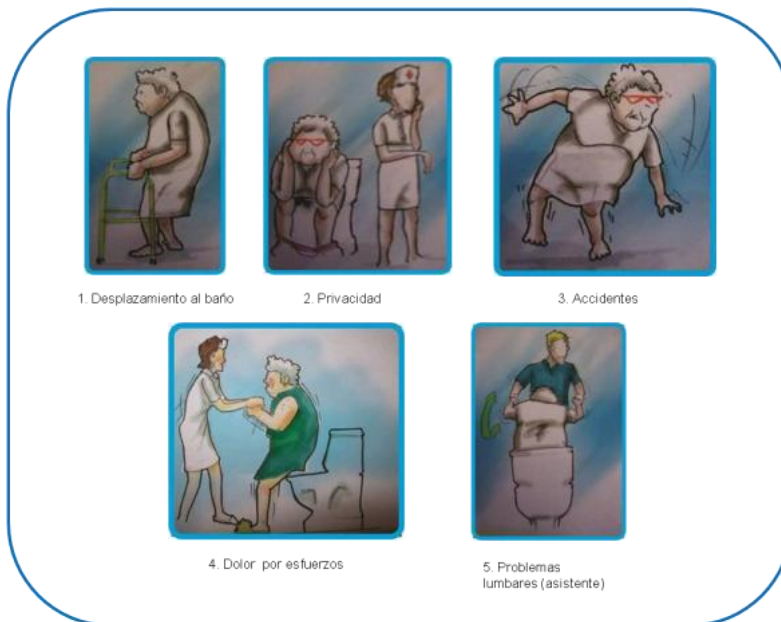 1. Desplazamiento al baño
2. Privacidad
3. Accidentes
4. Dolor por esfuerzos
5. Problemas
lumbares (asistente)